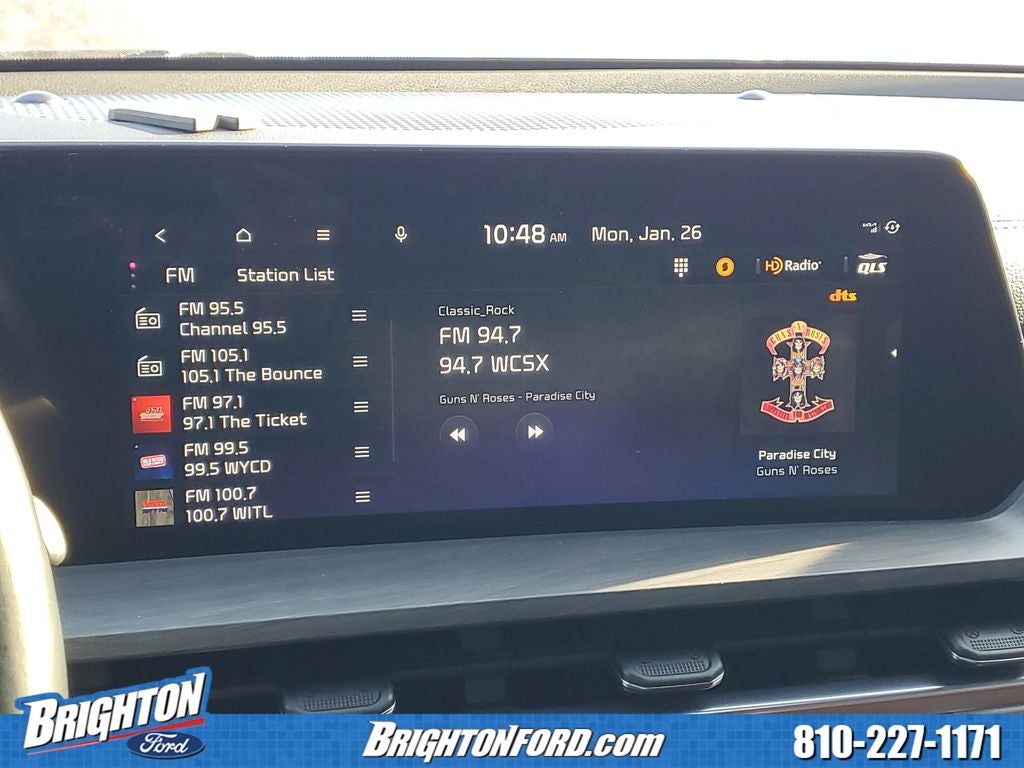 10:48 AM Mon, Jan. 26
FM Station List
HD Radio
QLS
dts
FM 95.5
Channel 95.5
FM 105.1
105.1 The Bounce
FM 97.1
97.1 The Ticket
FM 99.5
99.5 WYCD
FM 100.7
100.7 WITL
Classic_Rock
FM 94.7
94.7 WCSX
Guns N' Roses - Paradise City
GUNS N' ROSES
Paradise City
Guns N' Roses
BRIGHTON
Ford
BRIGHTONFORD.com
810-227-1171